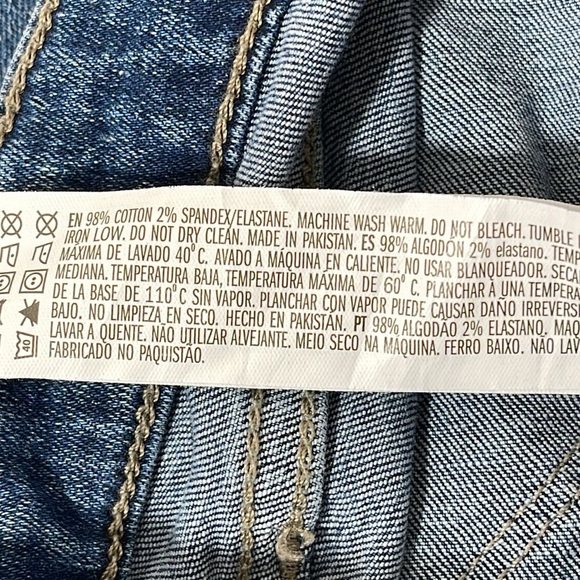 EN 98% COTTON 2% SPANDEX/ELASTANE. MACHINE WASH WARM. DO NOT BLEACH. TUMBLE
IRON LOW. DO NOT DRY CLEAN. MADE IN PAKISTAN. ES 98% ALGODÓN 2% elastano. TEMP
MÁXIMA DE LAVADO 40°C. AVADO A MÁQUINA EN CALIENTE. NO USAR BLANQUEADOR. SECA
MEDIANA. TEMPERATURA BAJA, TEMPERATURA MÁXIMA DE 60°C. PLANCHAR À UNA TEMPERA
DE LA BASE DE 110°C SIN VAPOR. PLANCHAR CON VAPOR PUEDE CAUSAR DAÑO IRREVERS
BAJO. NO LIMPIEZA EN SECO. HECHO EN PAKISTÁN. PT 98% ALGODÃO 2% ELASTANO. MAQ
LAVAR A QUENTE. NÃO UTILIZAR ALVEJANTE. MEIO SECO NA MÁQUINA. FERRO BAIXO. NÃO LAV
40 FABRICADO NO PAQUISTÃO.